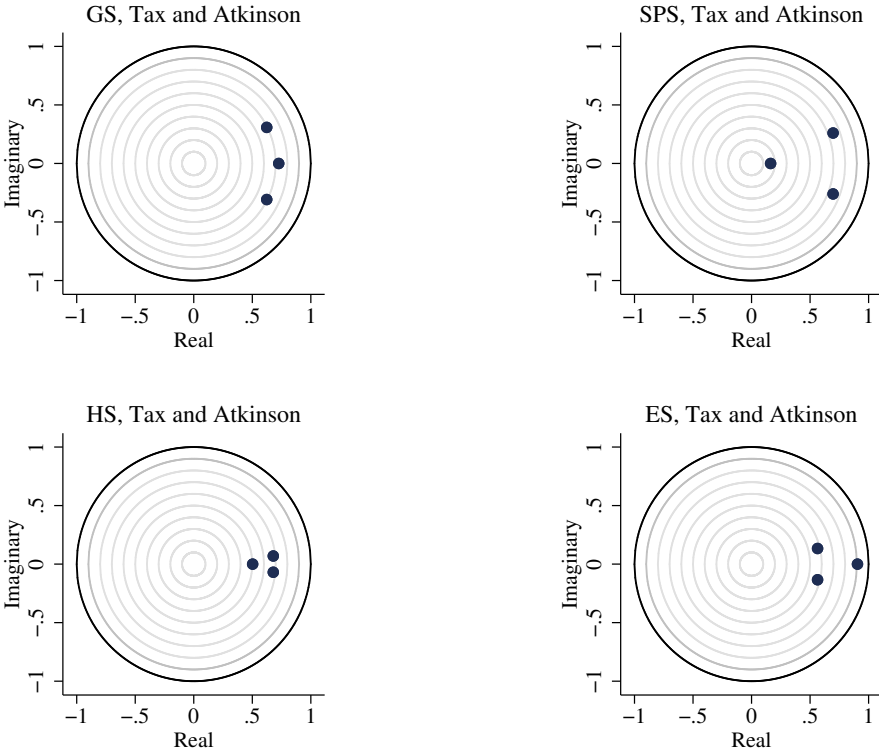 GS, Tax and Atkinson
1
.5
0
−.5
−1
Imaginary
−1 −.5 0 .5 1
Real
SPS, Tax and Atkinson
1
.5
0
−.5
−1
Imaginary
−1 −.5 0 .5 1
Real
HS, Tax and Atkinson
1
.5
0
−.5
−1
Imaginary
−1 −.5 0 .5 1
Real
ES, Tax and Atkinson
1
.5
0
−.5
−1
Imaginary
−1 −.5 0 .5 1
Real